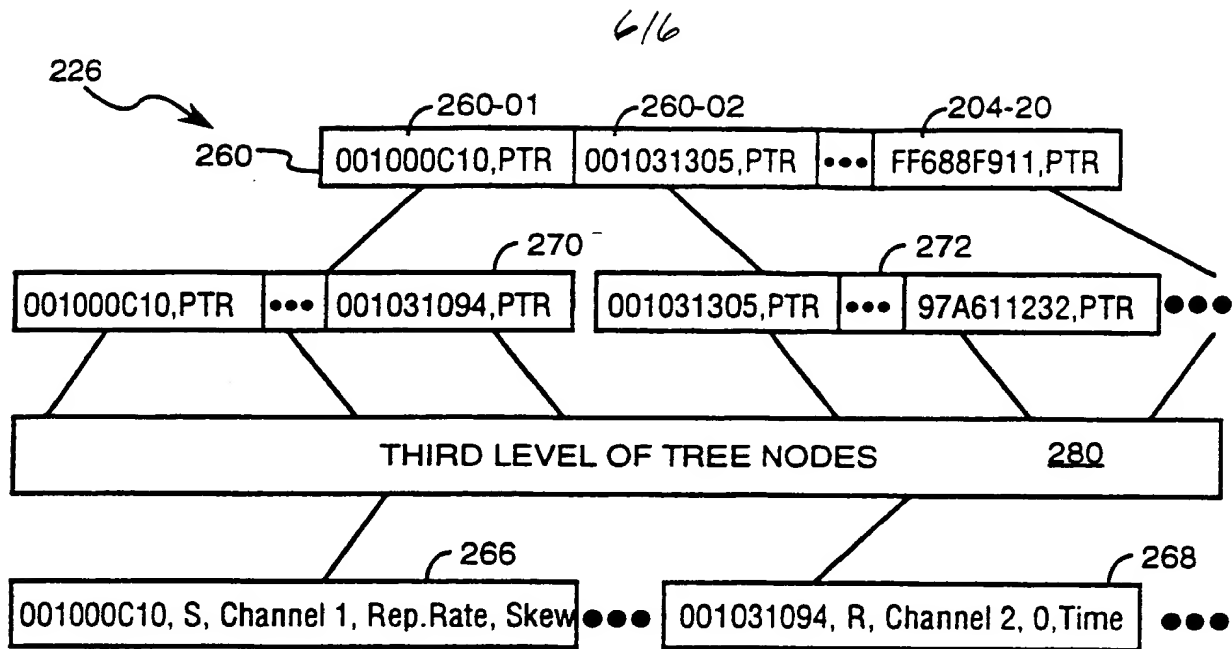 6/6
226
260-01 260-02 204-20
260
001000C10,PTR 001031305,PTR ••• FF688F911,PTR
270 272
001000C10,PTR ••• 001031094,PTR 001031305,PTR ••• 97A611232,PTR •••
THIRD LEVEL OF TREE NODES 280
266 268
001000C10, S, Channel 1, Rep.Rate, Skew ••• 001031094, R, Channel 2, 0,Time •••